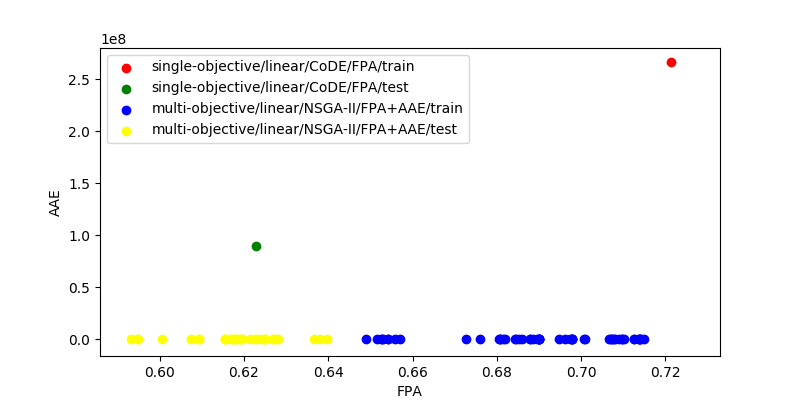 1e8
single-objective/linear/CoDE/FPA/train
single-objective/linear/CoDE/FPA/test
multi-objective/linear/NSGA-II/FPA+AAE/train
multi-objective/linear/NSGA-II/FPA+AAE/test
2.5
2.0
1.5
1.0
0.5
0.0
AAE
0.60 0.62 0.64 0.66 0.68 0.70 0.72
FPA